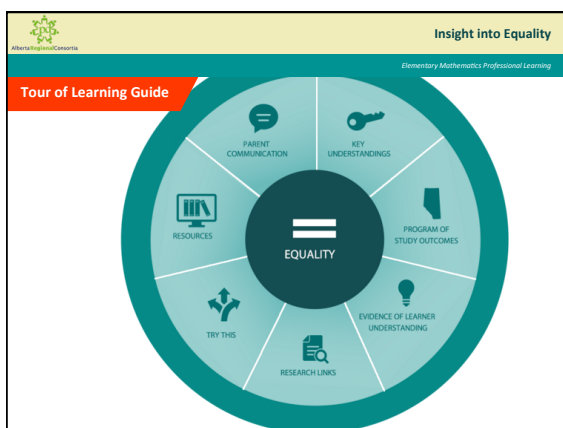 Insight into Equality
AlbertaRegionalConsortia
Elementary Mathematics Professional Learning
Tour of Learning Guide
PARENT
COMMUNICATION
KEY
UNDERSTANDINGS
RESOURCES
PROGRAM OF
STUDY OUTCOMES
=
EQUALITY
TRY THIS
EVIDENCE OF LEARNER
UNDERSTANDING
RESEARCH LINKS